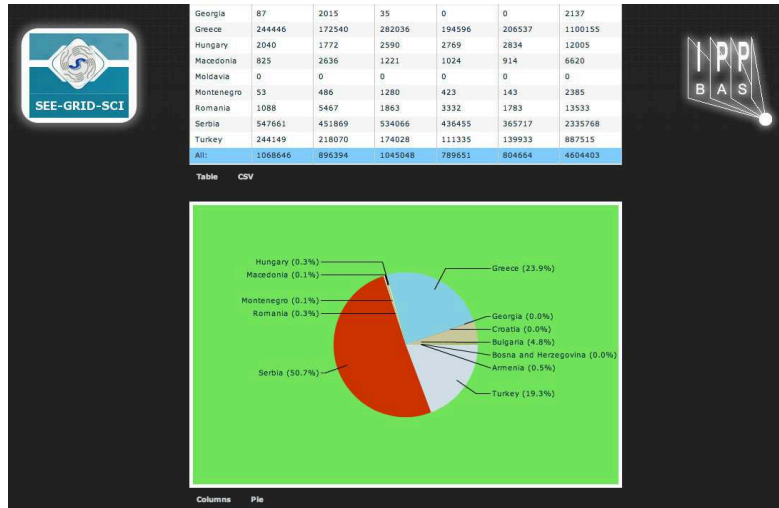 Georgia 87 2015 35 0 0 2137
Greece 244446 172540 282036 194596 206537 1100155
Hungary 2040 1772 2590 2769 2834 12005
Macedonia 825 2636 1221 1024 914 6620
Moldavia 0 0 0 0 0 0
Montenegro 53 486 1280 423 143 2385
Romania 1088 5467 1863 3332 1783 13533
Serbia 547661 451869 534066 436455 365717 2335768
Turkey 244149 218070 174028 111335 139933 887515
All: 1068646 896394 1045048 789651 804664 4604403
SEE-GRID-SCI
IPP
BAS
Table CSV
Hungary (0.3%)
Macedonia (0.1%)
Montenegro (0.1%)
Romania (0.3%)
Serbia (50.7%)
Greece (23.9%)
Georgia (0.0%)
Croatia (0.0%)
Bulgaria (4.8%)
Bosna and Herzegovina (0.0%)
Armenia (0.5%)
Turkey (19.3%)
Columns Pie